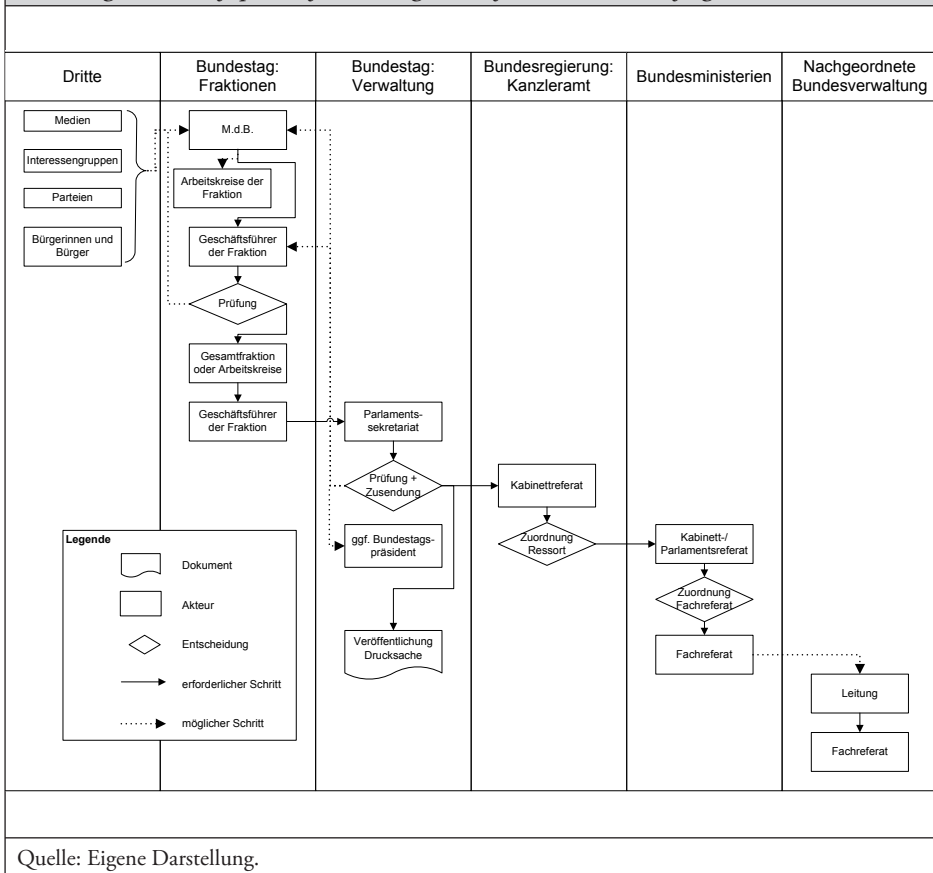 Dritte
Bundestag:
Fraktionen
Bundestag:
Verwaltung
Bundesregierung:
Kanzleramt
Bundesministerien
Nachgeordnete
Bundesverwaltung
Medien
Interessengruppen
Parteien
Bürgerinnen und
Bürger
M.d.B.
Arbeitskreise der
Fraktion
Geschäftsführer
der Fraktion
Prüfung
Gesamtfraktion
oder Arbeitskreise
Geschäftsführer
der Fraktion
Parlaments-
sekretariat
Prüfung +
Zusendung
ggf. Bundestags-
präsident
Veröffentlichung
Drucksache
Kabinettreferat
Zuordnung
Ressort
Kabinett-/
Parlamentsreferat
Zuordnung
Fachreferat
Fachreferat
Leitung
Fachreferat
Legende
Dokument
Akteur
Entscheidung
erforderlicher Schritt
möglicher Schritt
Quelle: Eigene Darstellung.